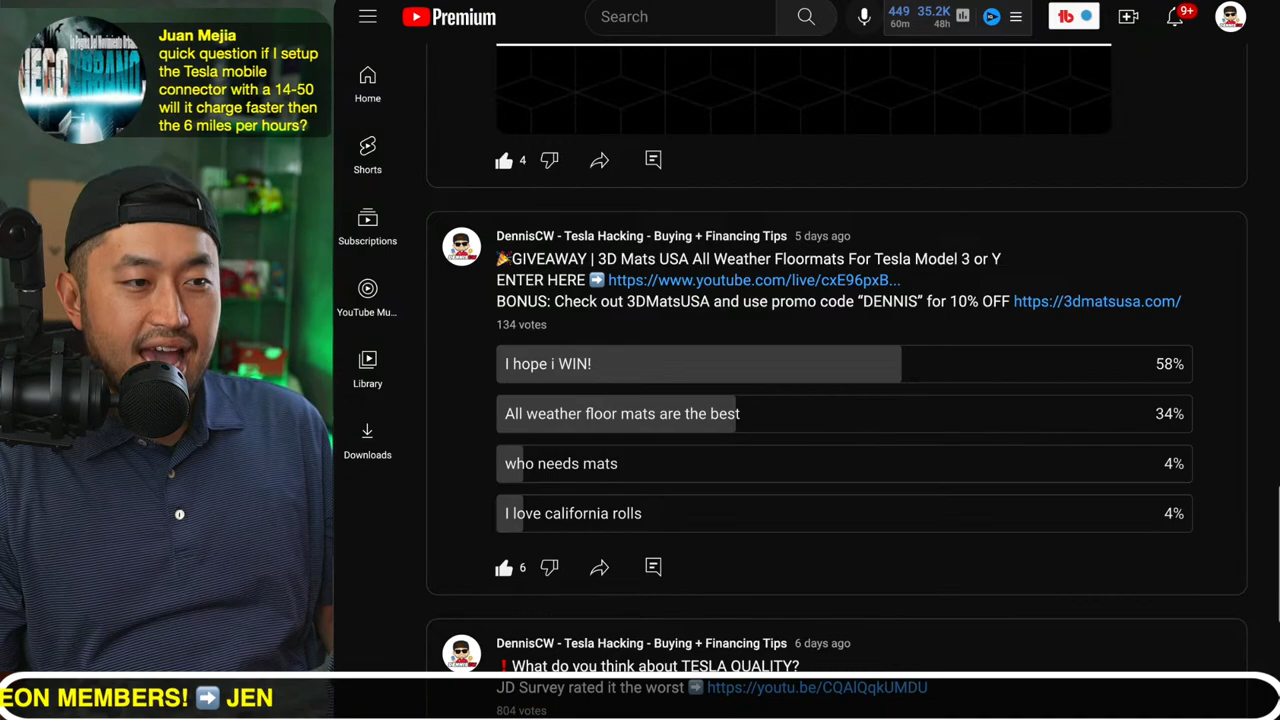 Juan Mejia
quick question if I setup
the Tesla mobile
connector with a 14-50
will it charge faster then
the 6 miles per hours?
Premium
Search
449 35.2K
60m 48h
9+
Home
Shorts
Subscriptions
YouTube Mu...
Library
Downloads
4
DennisCW - Tesla Hacking - Buying + Financing Tips 5 days ago
🎉GIVEAWAY | 3D Mats USA All Weather Floormats For Tesla Model 3 or Y
ENTER HERE ➡️ https://www.youtube.com/live/cxE96pxB...
BONUS: Check out 3DMatsUSA and use promo code “DENNIS” for 10% OFF https://3dmatsusa.com/
134 votes
I hope i WIN! 58%
All weather floor mats are the best 34%
who needs mats 4%
I love california rolls 4%
6
DennisCW - Tesla Hacking - Buying + Financing Tips 6 days ago
❗What do you think about TESLA QUALITY?
JD Survey rated it the worst ➡️ https://youtu.be/CQAlQqkUMDU
804 votes
EON MEMBERS! ➡️ JEN